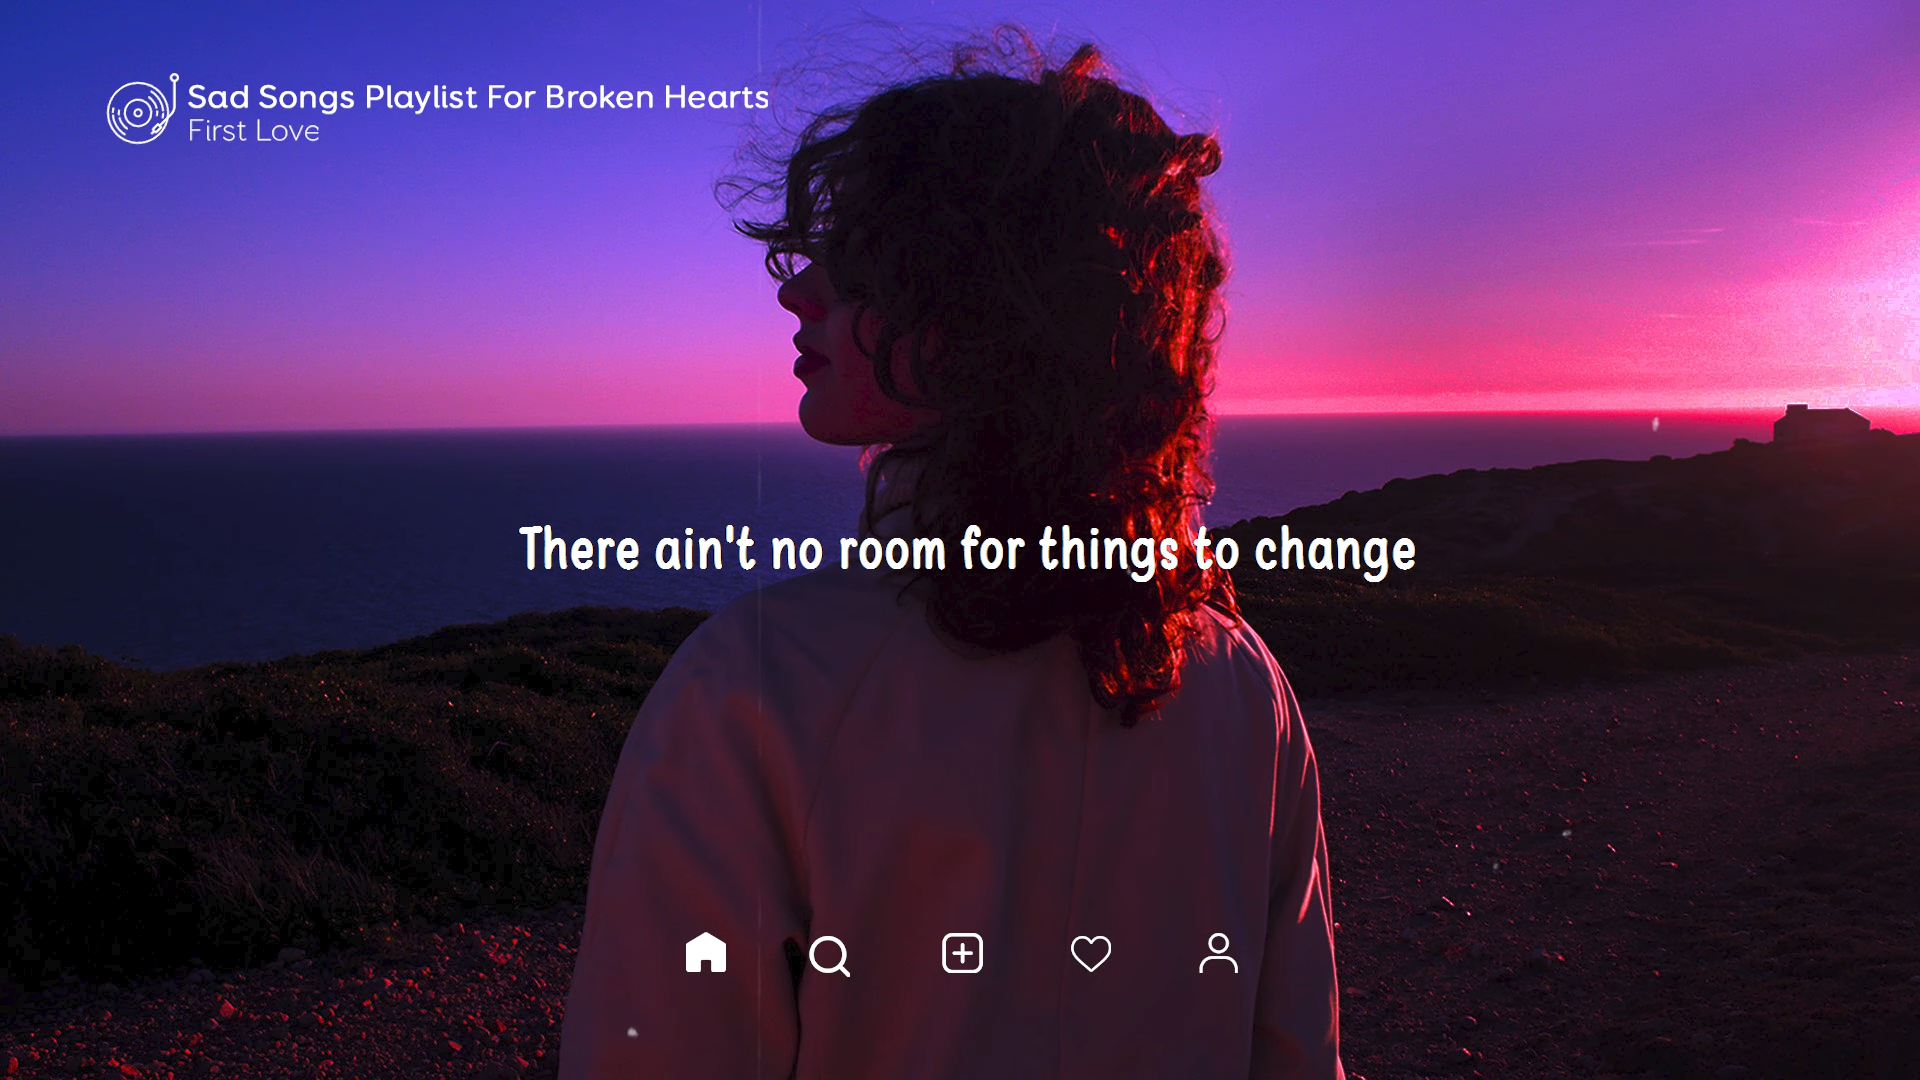 Sad Songs Playlist For Broken Hearts
First Love
There ain't no room for things to change